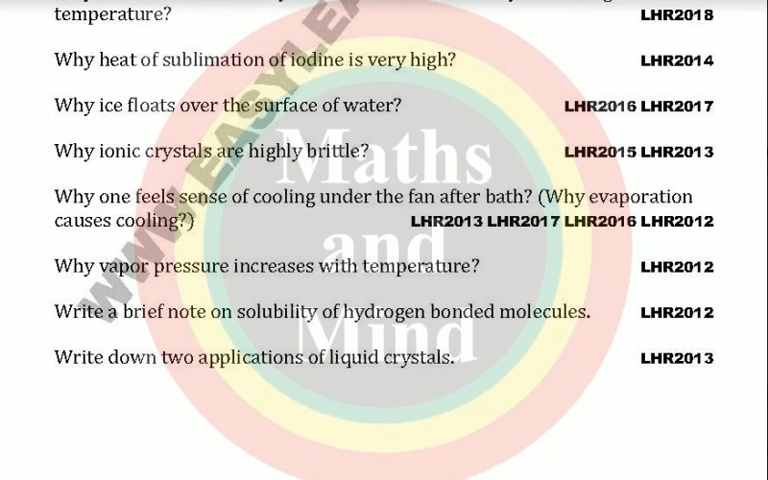 temperature? LHR2018
Why heat of sublimation of iodine is very high? LHR2014
Why ice floats over the surface of water? LHR2016 LHR2017
Why ionic crystals are highly brittle? LHR2015 LHR2013
Why one feels sense of cooling under the fan after bath? (Why evaporation
causes cooling?) LHR2013 LHR2017 LHR2016 LHR2012
Why vapor pressure increases with temperature? LHR2012
Write a brief note on solubility of hydrogen bonded molecules. LHR2012
Write down two applications of liquid crystals. LHR2013
Maths
and
Mind